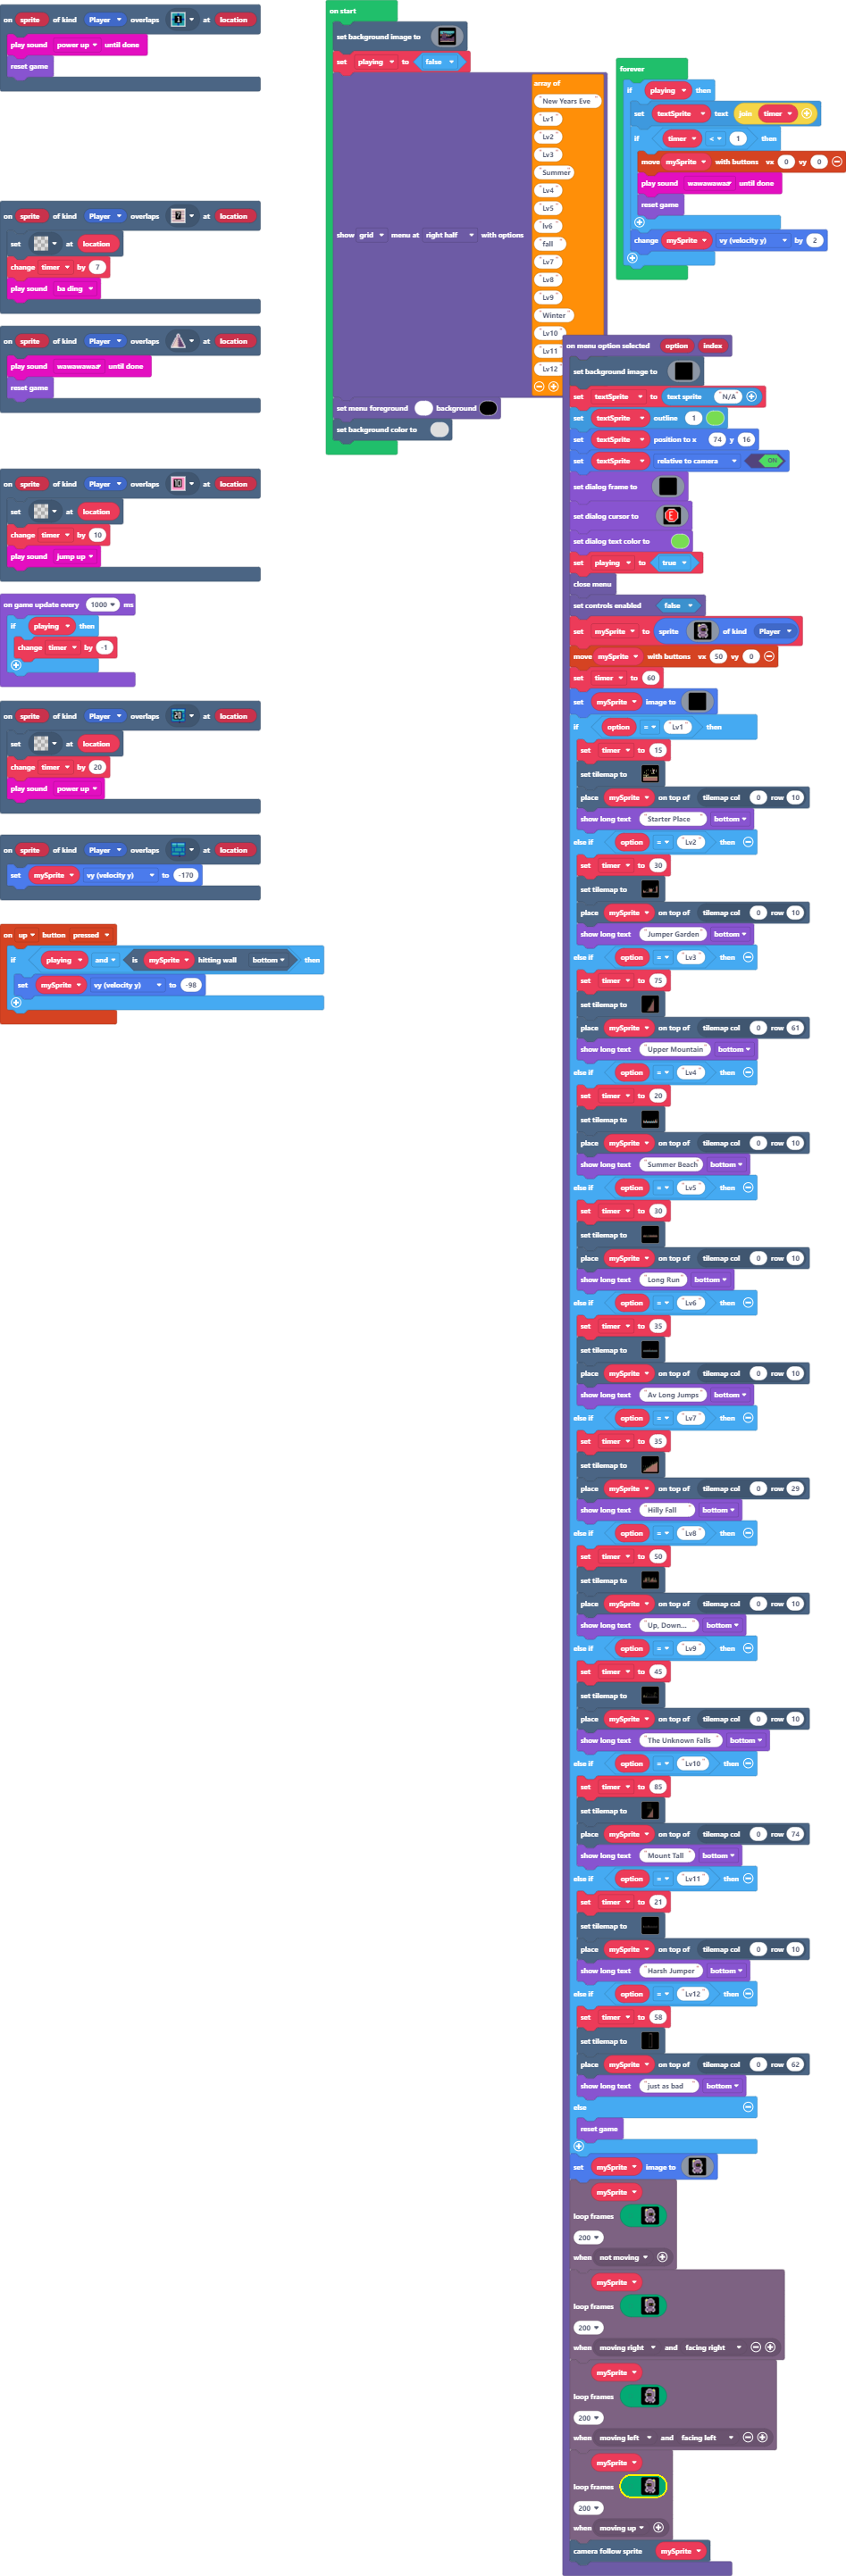 on sprite of kind Player overlaps 1 at location
play sound power up until done
reset game
on sprite of kind Player overlaps 7 at location
set at location
change timer by 7
play sound ba ding
on sprite of kind Player overlaps at location
play sound wawawawaa until done
reset game
on sprite of kind Player overlaps 10 at location
set at location
change timer by 10
play sound jump up
on game update every 1000 ms
if playing then
change timer by -1
on sprite of kind Player overlaps 20 at location
set at location
change timer by 20
play sound power up
on sprite of kind Player overlaps at location
set mySprite vy (velocity y) to -170
on up button pressed
if playing and is mySprite hitting wall bottom then
set mySprite vy (velocity y) to -98
on start
set background image to
set playing to false
show grid menu at right half with options
array of
"New Years Eve"
"Lv1"
"Lv2"
"Lv3"
"Summer"
"Lv4"
"Lv5"
"lv6"
"fall"
"Lv7"
"Lv8"
"Lv9"
"Winter"
"Lv10"
"Lv11"
"Lv12"
set menu foreground background
set background color to
forever
if playing then
set textSprite text join timer
if timer < 1 then
move mySprite with buttons vx 0 vy 0
play sound wawawawaa until done
reset game
change mySprite vy (velocity y) by 2
on menu option selected option index
set background image to
set textSprite to text sprite "N/A"
set textSprite outline 1
set textSprite position to x 74 y 16
set textSprite relative to camera ON
set dialog frame to
set dialog cursor to E
set dialog text color to
set playing to true
close menu
set controls enabled false
set mySprite to sprite of kind Player
move mySprite with buttons vx 50 vy 0
set timer to 60
set mySprite image to
if option = "Lv1" then
set timer to 15
set tilemap to
place mySprite on top of tilemap col 0 row 10
show long text "Starter Place" bottom
else if option = "Lv2" then
set timer to 30
set tilemap to
place mySprite on top of tilemap col 0 row 10
show long text "Jumper Garden" bottom
else if option = "Lv3" then
set timer to 75
set tilemap to
place mySprite on top of tilemap col 0 row 61
show long text "Upper Mountain" bottom
else if option = "Lv4" then
set timer to 20
set tilemap to
place mySprite on top of tilemap col 0 row 10
show long text "Summer Beach" bottom
else if option = "Lv5" then
set timer to 30
set tilemap to
place mySprite on top of tilemap col 0 row 10
show long text "Long Run" bottom
else if option = "Lv6" then
set timer to 35
set tilemap to
place mySprite on top of tilemap col 0 row 10
show long text "Av Long Jumps" bottom
else if option = "Lv7" then
set timer to 35
set tilemap to
place mySprite on top of tilemap col 0 row 29
show long text "Hilly Fall" bottom
else if option = "Lv8" then
set timer to 50
set tilemap to
place mySprite on top of tilemap col 0 row 10
show long text "Up, Down..." bottom
else if option = "Lv9" then
set timer to 45
set tilemap to
place mySprite on top of tilemap col 0 row 10
show long text "The Unknown Falls" bottom
else if option = "Lv10" then
set timer to 85
set tilemap to
place mySprite on top of tilemap col 0 row 74
show long text "Mount Tall" bottom
else if option = "Lv11" then
set timer to 21
set tilemap to
place mySprite on top of tilemap col 0 row 10
show long text "Harsh Jumper" bottom
else if option = "Lv12" then
set timer to 58
set tilemap to
place mySprite on top of tilemap col 0 row 62
show long text "just as bad" bottom
else
reset game
set mySprite image to
mySprite
loop frames
200
when not moving
mySprite
loop frames
200
when moving right and facing right
mySprite
loop frames
200
when moving left and facing left
mySprite
loop frames
200
when moving up
camera follow sprite mySprite